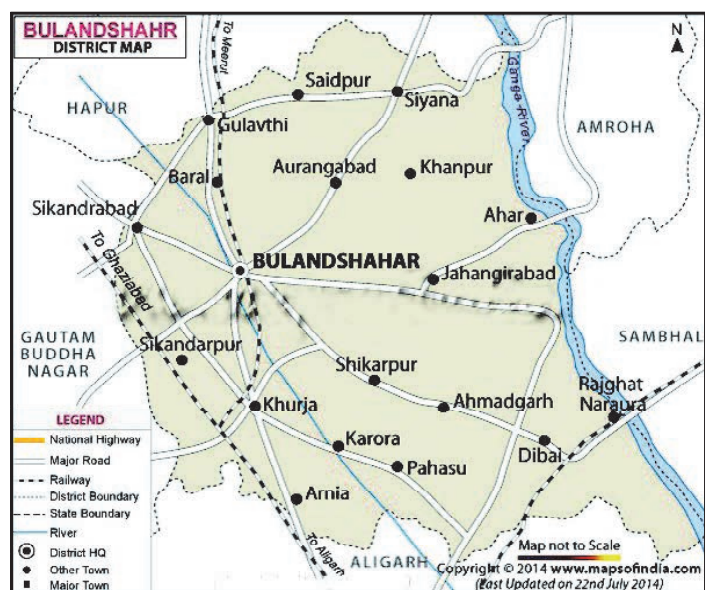 BULANDSHAHR
DISTRICT MAP
To Meerut
N
HAPUR
Saidpur
Siyana
Ganga River
Gulavthi
AMROHA
Baral
Aurangabad
Khanpur
Sikandrabad
Ahar
To Ghaziabad
BULANDSHAHAR
Jahangirabad
GAUTAM
BUDDHA
NAGAR
Sikandarpur
SAMBHAL
Shikarpur
Rajghat
Naraura
Ahmadgarh
Khurja
Karora
Dibai
Pahasu
Arnia
To Aligarh
ALIGARH
LEGEND
National Highway
Major Road
Railway
District Boundary
State Boundary
River
District HQ
Other Town
Major Town
Map not to Scale
Copyright © 2014 www.mapsofindia.com
(Last Updated on 22nd July 2014)